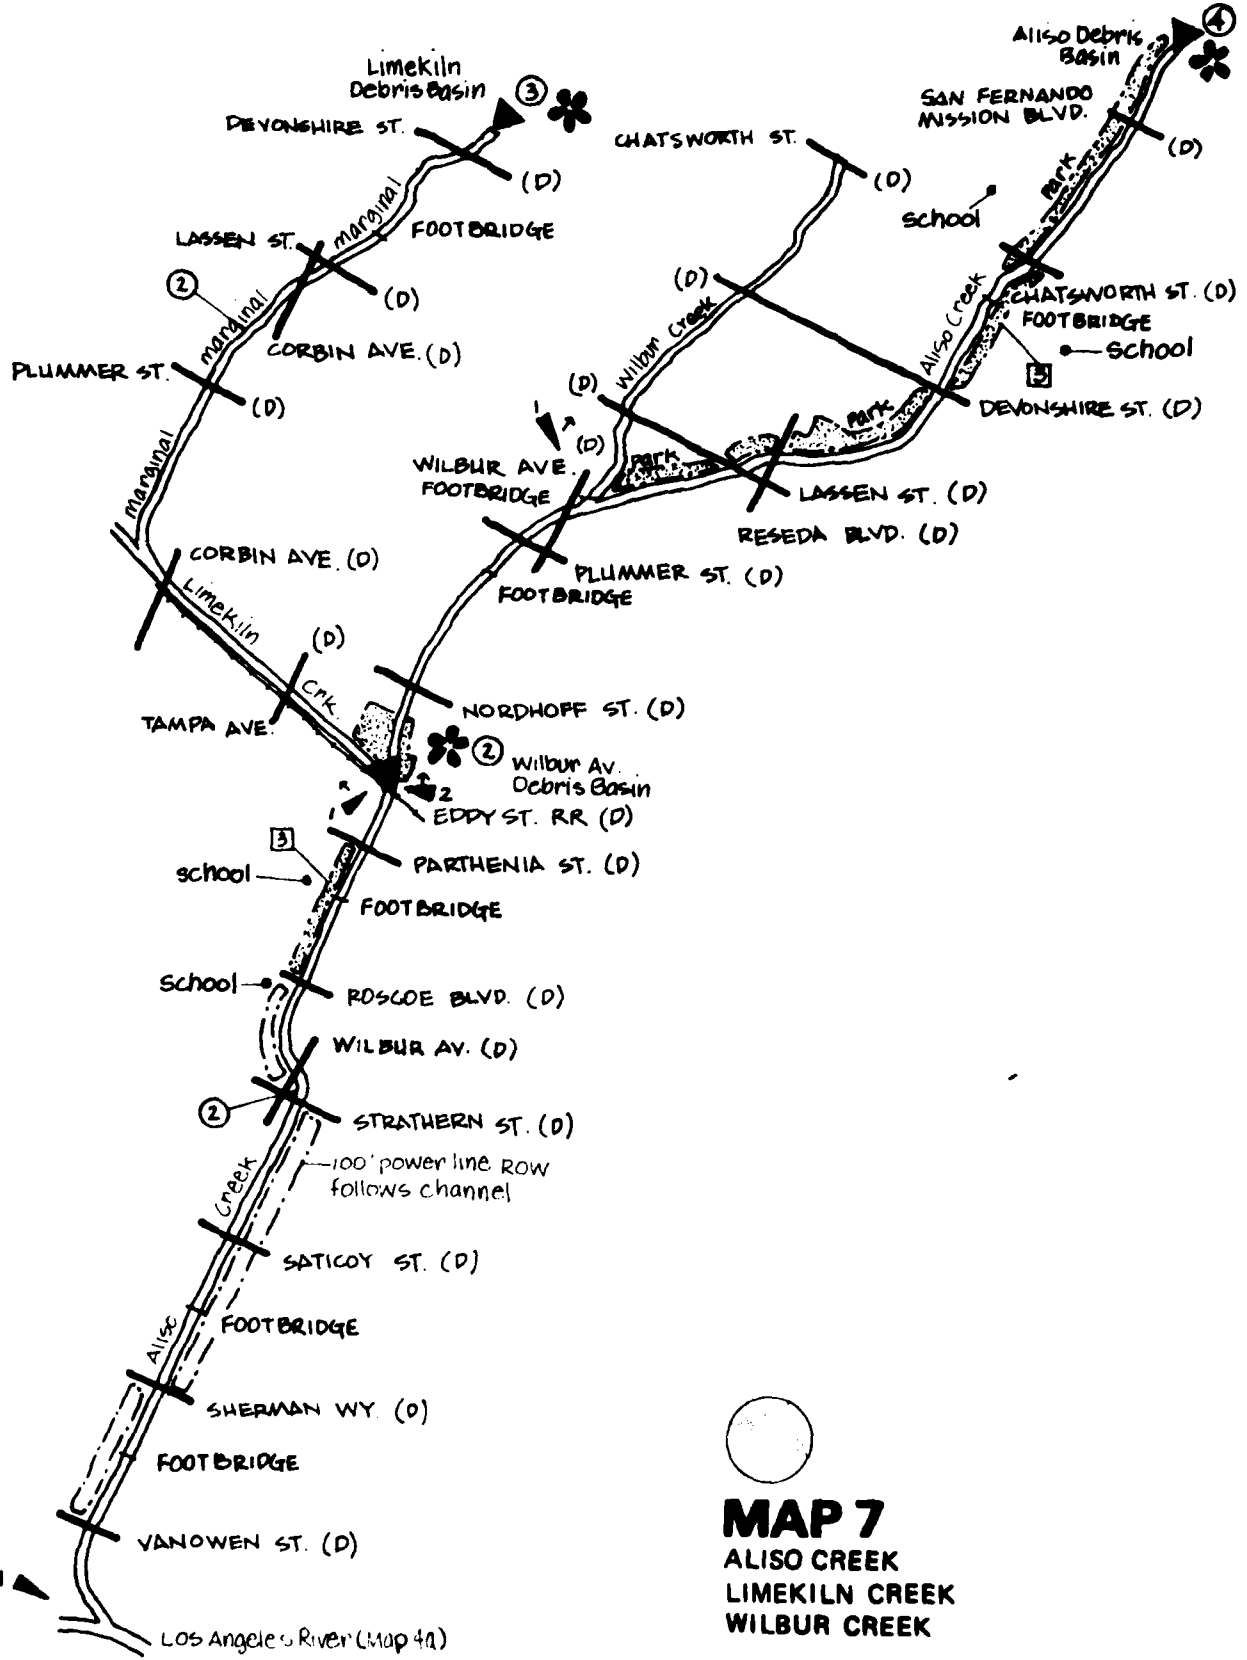 Aliso Debris
Basin
4
Limekiln
Debris Basin
3
SAN FERNANDO
MISSION BLVD.
(D)
DEVONSHIRE ST.
(D)
CHATSWORTH ST.
(D)
Park
school
marginal
FOOTBRIDGE
LASSEN ST.
(D)
2
(D)
Wilbur Creek
Aliso Creek
CHATSWORTH ST. (D)
FOOTBRIDGE
school
marginal
CORBIN AVE. (D)
PLUMMER ST.
(D)
(D)
DEVONSHIRE ST. (D)
1
(D)
Park
Park
marginal
WILBUR AVE.
FOOTBRIDGE
LASSEN ST. (D)
RESEDA BLVD. (D)
CORBIN AVE. (D)
PLUMMER ST. (D)
FOOTBRIDGE
Limekiln
Crk.
(D)
TAMPA AVE.
NORDHOFF ST. (D)
2
Wilbur Av.
Debris Basin
2
EDDY ST. RR (D)
3
PARTHENIA ST. (D)
school
FOOTBRIDGE
school
ROSCOE BLVD. (D)
WILBUR AV. (D)
2
STRATHERN ST. (D)
100' power line ROW
follows channel
Creek
SATICOY ST. (D)
FOOTBRIDGE
Aliso
SHERMAN WY. (D)
FOOTBRIDGE
VANOWEN ST. (D)
1
LOS Angeles River (Map 4a)
MAP 7
ALISO CREEK
LIMEKILN CREEK
WILBUR CREEK